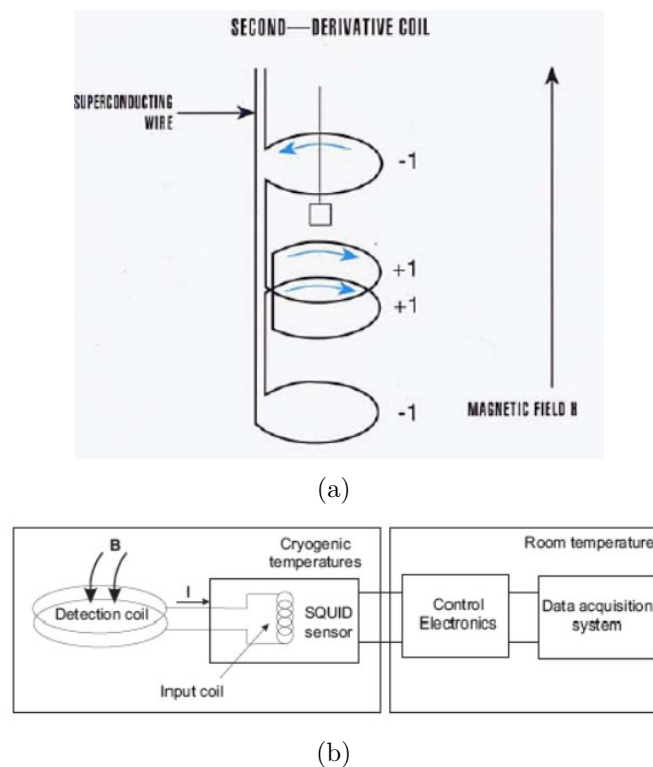 SECOND—DERIVATIVE COIL
SUPERCONDUCTING
WIRE
-1
+1
+1
-1
MAGNETIC FIELD H
(a)
B
I
Detection coil
Input coil
Cryogenic
temperatures
SQUID
sensor
Room temperature
Control
Electronics
Data acquisition
system
(b)